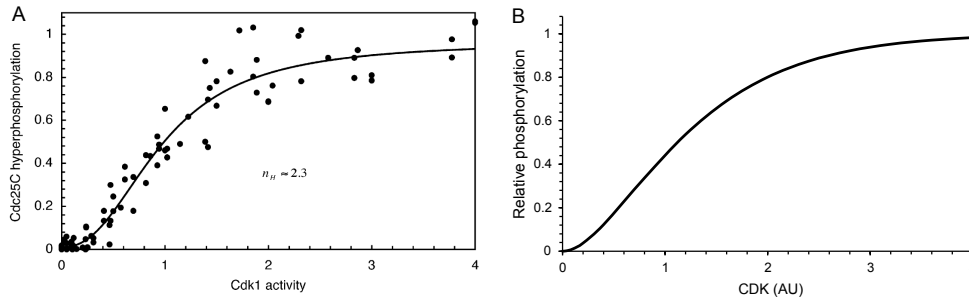 A
Cdc25C hyperphosphorylation
1
0.8
0.6
0.4
0.2
0
n_H ≈ 2.3
0 1 2 3 4
Cdk1 activity
B
Relative phosphorylation
1
0.8
0.6
0.4
0.2
0
0 1 2 3
CDK (AU)